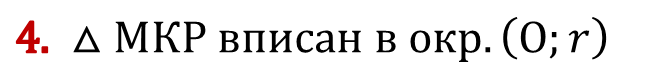 4. △ МКР вписан в окр. (O; r)